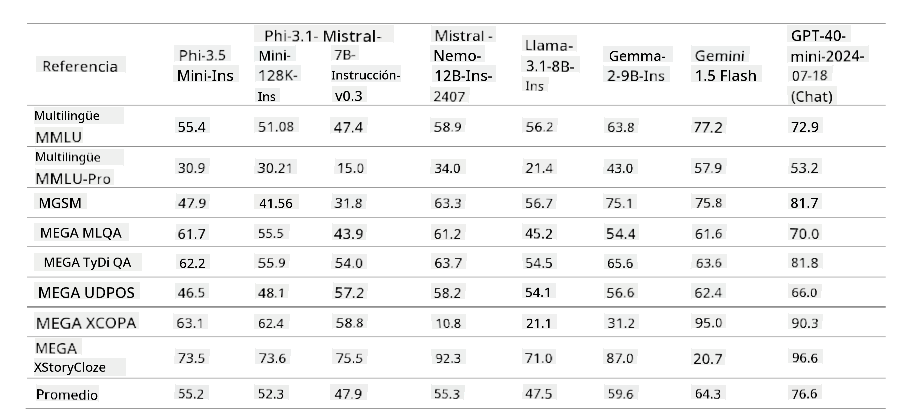 Referencia Phi-3.5 Mini-Ins Phi-3.1- Mini- 128K- Ins Mistral- 7B- Instrucción- v0.3 Mistral - Nemo- 12B-Ins- 2407 Llama- 3.1-8B- Ins Gemma- 2-9B-Ins Gemini 1.5 Flash GPT-40- mini-2024- 07-18 (Chat)
Multilingüe MMLU 55.4 51.08 47.4 58.9 56.2 63.8 77.2 72.9
Multilingüe MMLU-Pro 30.9 30.21 15.0 34.0 21.4 43.0 57.9 53.2
MGSM 47.9 41.56 31.8 63.3 56.7 75.1 75.8 81.7
MEGA MLQA 61.7 55.5 43.9 61.2 45.2 54.4 61.6 70.0
MEGA TyDi QA 62.2 55.9 54.0 63.7 54.5 65.6 63.6 81.8
MEGA UDPOS 46.5 48.1 57.2 58.2 54.1 56.6 62.4 66.0
MEGA XCOPA 63.1 62.4 58.8 10.8 21.1 31.2 95.0 90.3
MEGA XStoryCloze 73.5 73.6 75.5 92.3 71.0 87.0 20.7 96.6
Promedio 55.2 52.3 47.9 55.3 47.5 59.6 64.3 76.6